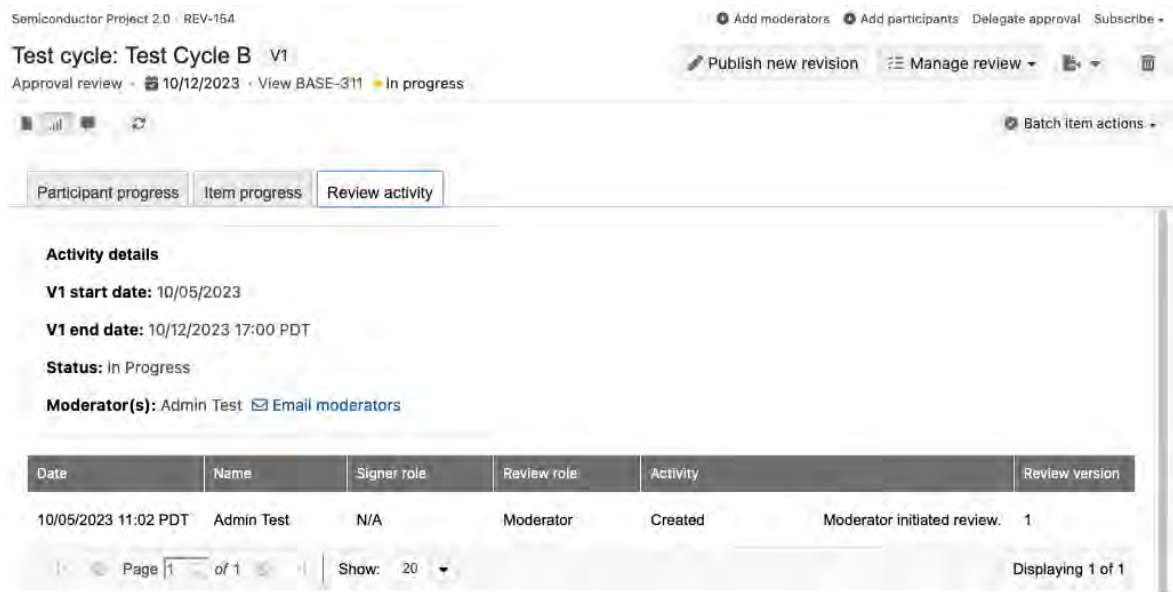 Semiconductor Project 2.0 REV-154
Add moderators Add participants Delegate approval Subscribe
Test cycle: Test Cycle B V1
Publish new revision Manage review
Approval review - 10/12/2023 - View BASE-311 In progress
Batch item actions
Participant progress Item progress Review activity
Activity details
V1 start date: 10/05/2023
V1 end date: 10/12/2023 17:00 PDT
Status: In Progress
Moderator(s): Admin Test Email moderators
Date Name Signer role Review role Activity Review version
10/05/2023 11:02 PDT Admin Test N/A Moderator Created Moderator initiated review. 1
Page 1 of 1 Show: 20 Displaying 1 of 1